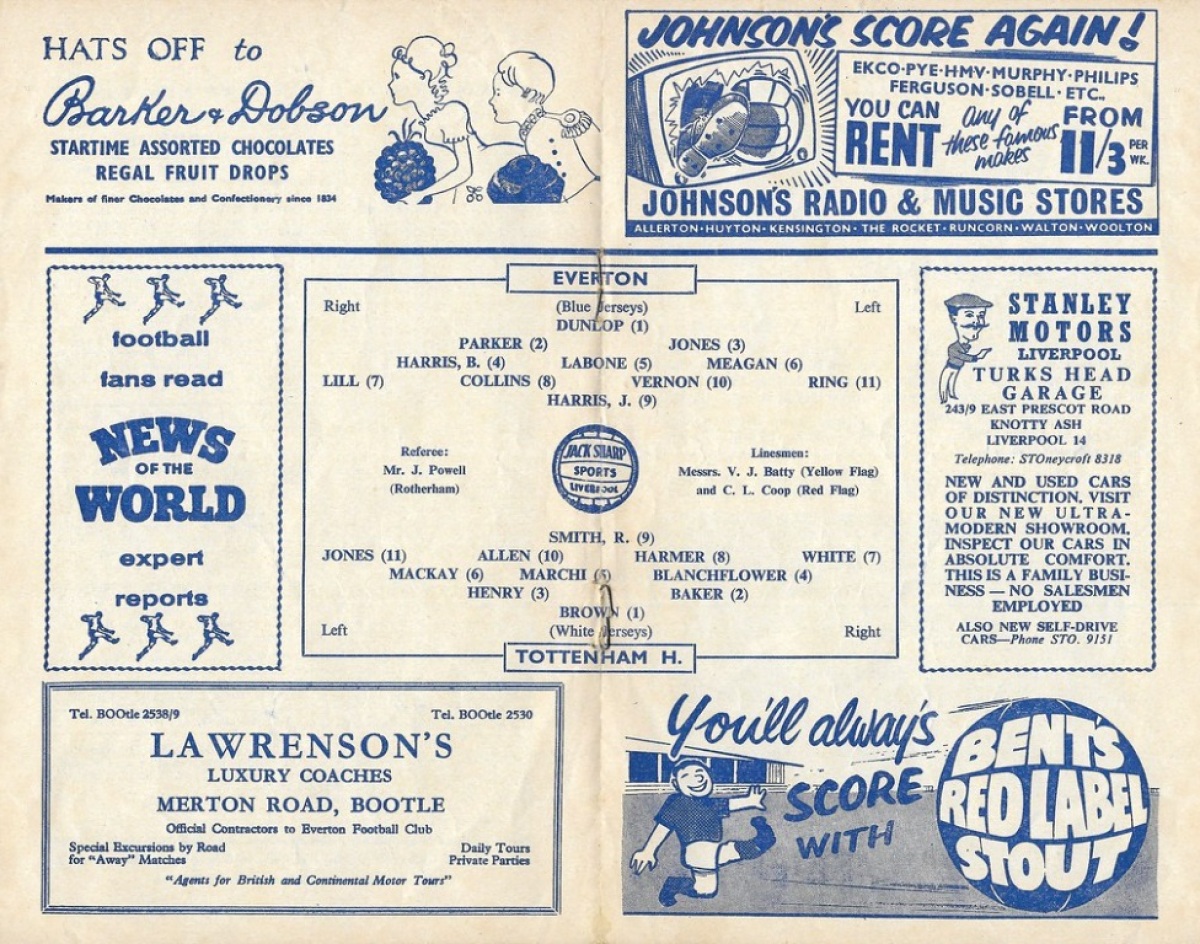 HATS OFF to
Barker & Dobson
STARTIME ASSORTED CHOCOLATES
REGAL FRUIT DROPS
Makers of finer Chocolates and Confectionery since 1834
JOHNSON'S SCORE AGAIN!
EKCO·PYE·HMV·MURPHY·PHILIPS
FERGUSON·SOBELL·ETC.,
YOU CAN
RENT
any of
these famous
makes
FROM
11/3 PER
WK.
JOHNSON'S RADIO & MUSIC STORES
ALLERTON·HUYTON·KENSINGTON·THE ROCKET·RUNCORN·WALTON·WOOLTON
football
fans read
NEWS
OF THE
WORLD
expert
reports
EVERTON
Right (Blue Jerseys) Left
DUNLOP (1)
PARKER (2) JONES (3)
HARRIS, B. (4) LABONE (5) MEAGAN (6)
LILL (7) COLLINS (8) VERNON (10) RING (11)
HARRIS, J. (9)
Referee:
Mr. J. Powell
(Rotherham)
JACK SHARP
SPORTS
LIVERPOOL
Linesmen:
Messrs. V. J. Batty (Yellow Flag)
and C. L. Coop (Red Flag)
SMITH, R. (9)
JONES (11) ALLEN (10) HARMER (8) WHITE (7)
MACKAY (6) MARCHI (5) BLANCHFLOWER (4)
HENRY (3) BAKER (2)
BROWN (1)
Left (White Jerseys) Right
TOTTENHAM H.
STANLEY
MOTORS
LIVERPOOL
TURKS HEAD
GARAGE
243/9 EAST PRESCOT ROAD
KNOTTY ASH
LIVERPOOL 14
Telephone: STOneycroft 8318
NEW AND USED CARS
OF DISTINCTION. VISIT
OUR NEW ULTRA-
MODERN SHOWROOM.
INSPECT OUR CARS IN
ABSOLUTE COMFORT.
THIS IS A FAMILY BUSI-
NESS — NO SALESMEN
EMPLOYED
ALSO NEW SELF-DRIVE
CARS—Phone STO. 9151
Tel. BOOtle 2538/9 Tel. BOOtle 2530
LAWRENSON'S
LUXURY COACHES
MERTON ROAD, BOOTLE
Official Contractors to Everton Football Club
Special Excursions by Road
for "Away" Matches
Daily Tours
Private Parties
"Agents for British and Continental Motor Tours"
You'll always
SCORE
WITH
BENT'S
RED LABEL
STOUT